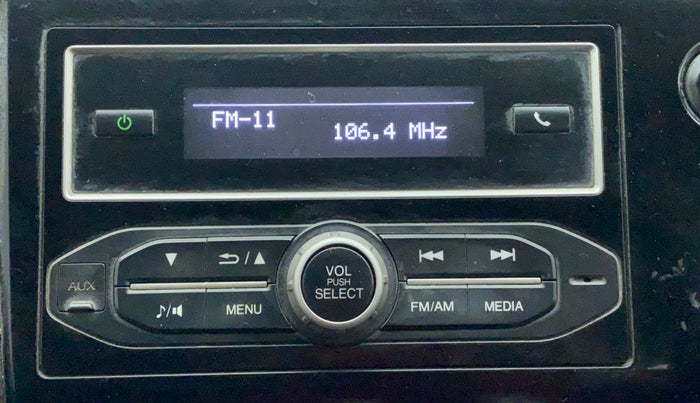 FM-11
106.4 MHz
AUX
MENU
VOL
PUSH
SELECT
FM/AM
MEDIA